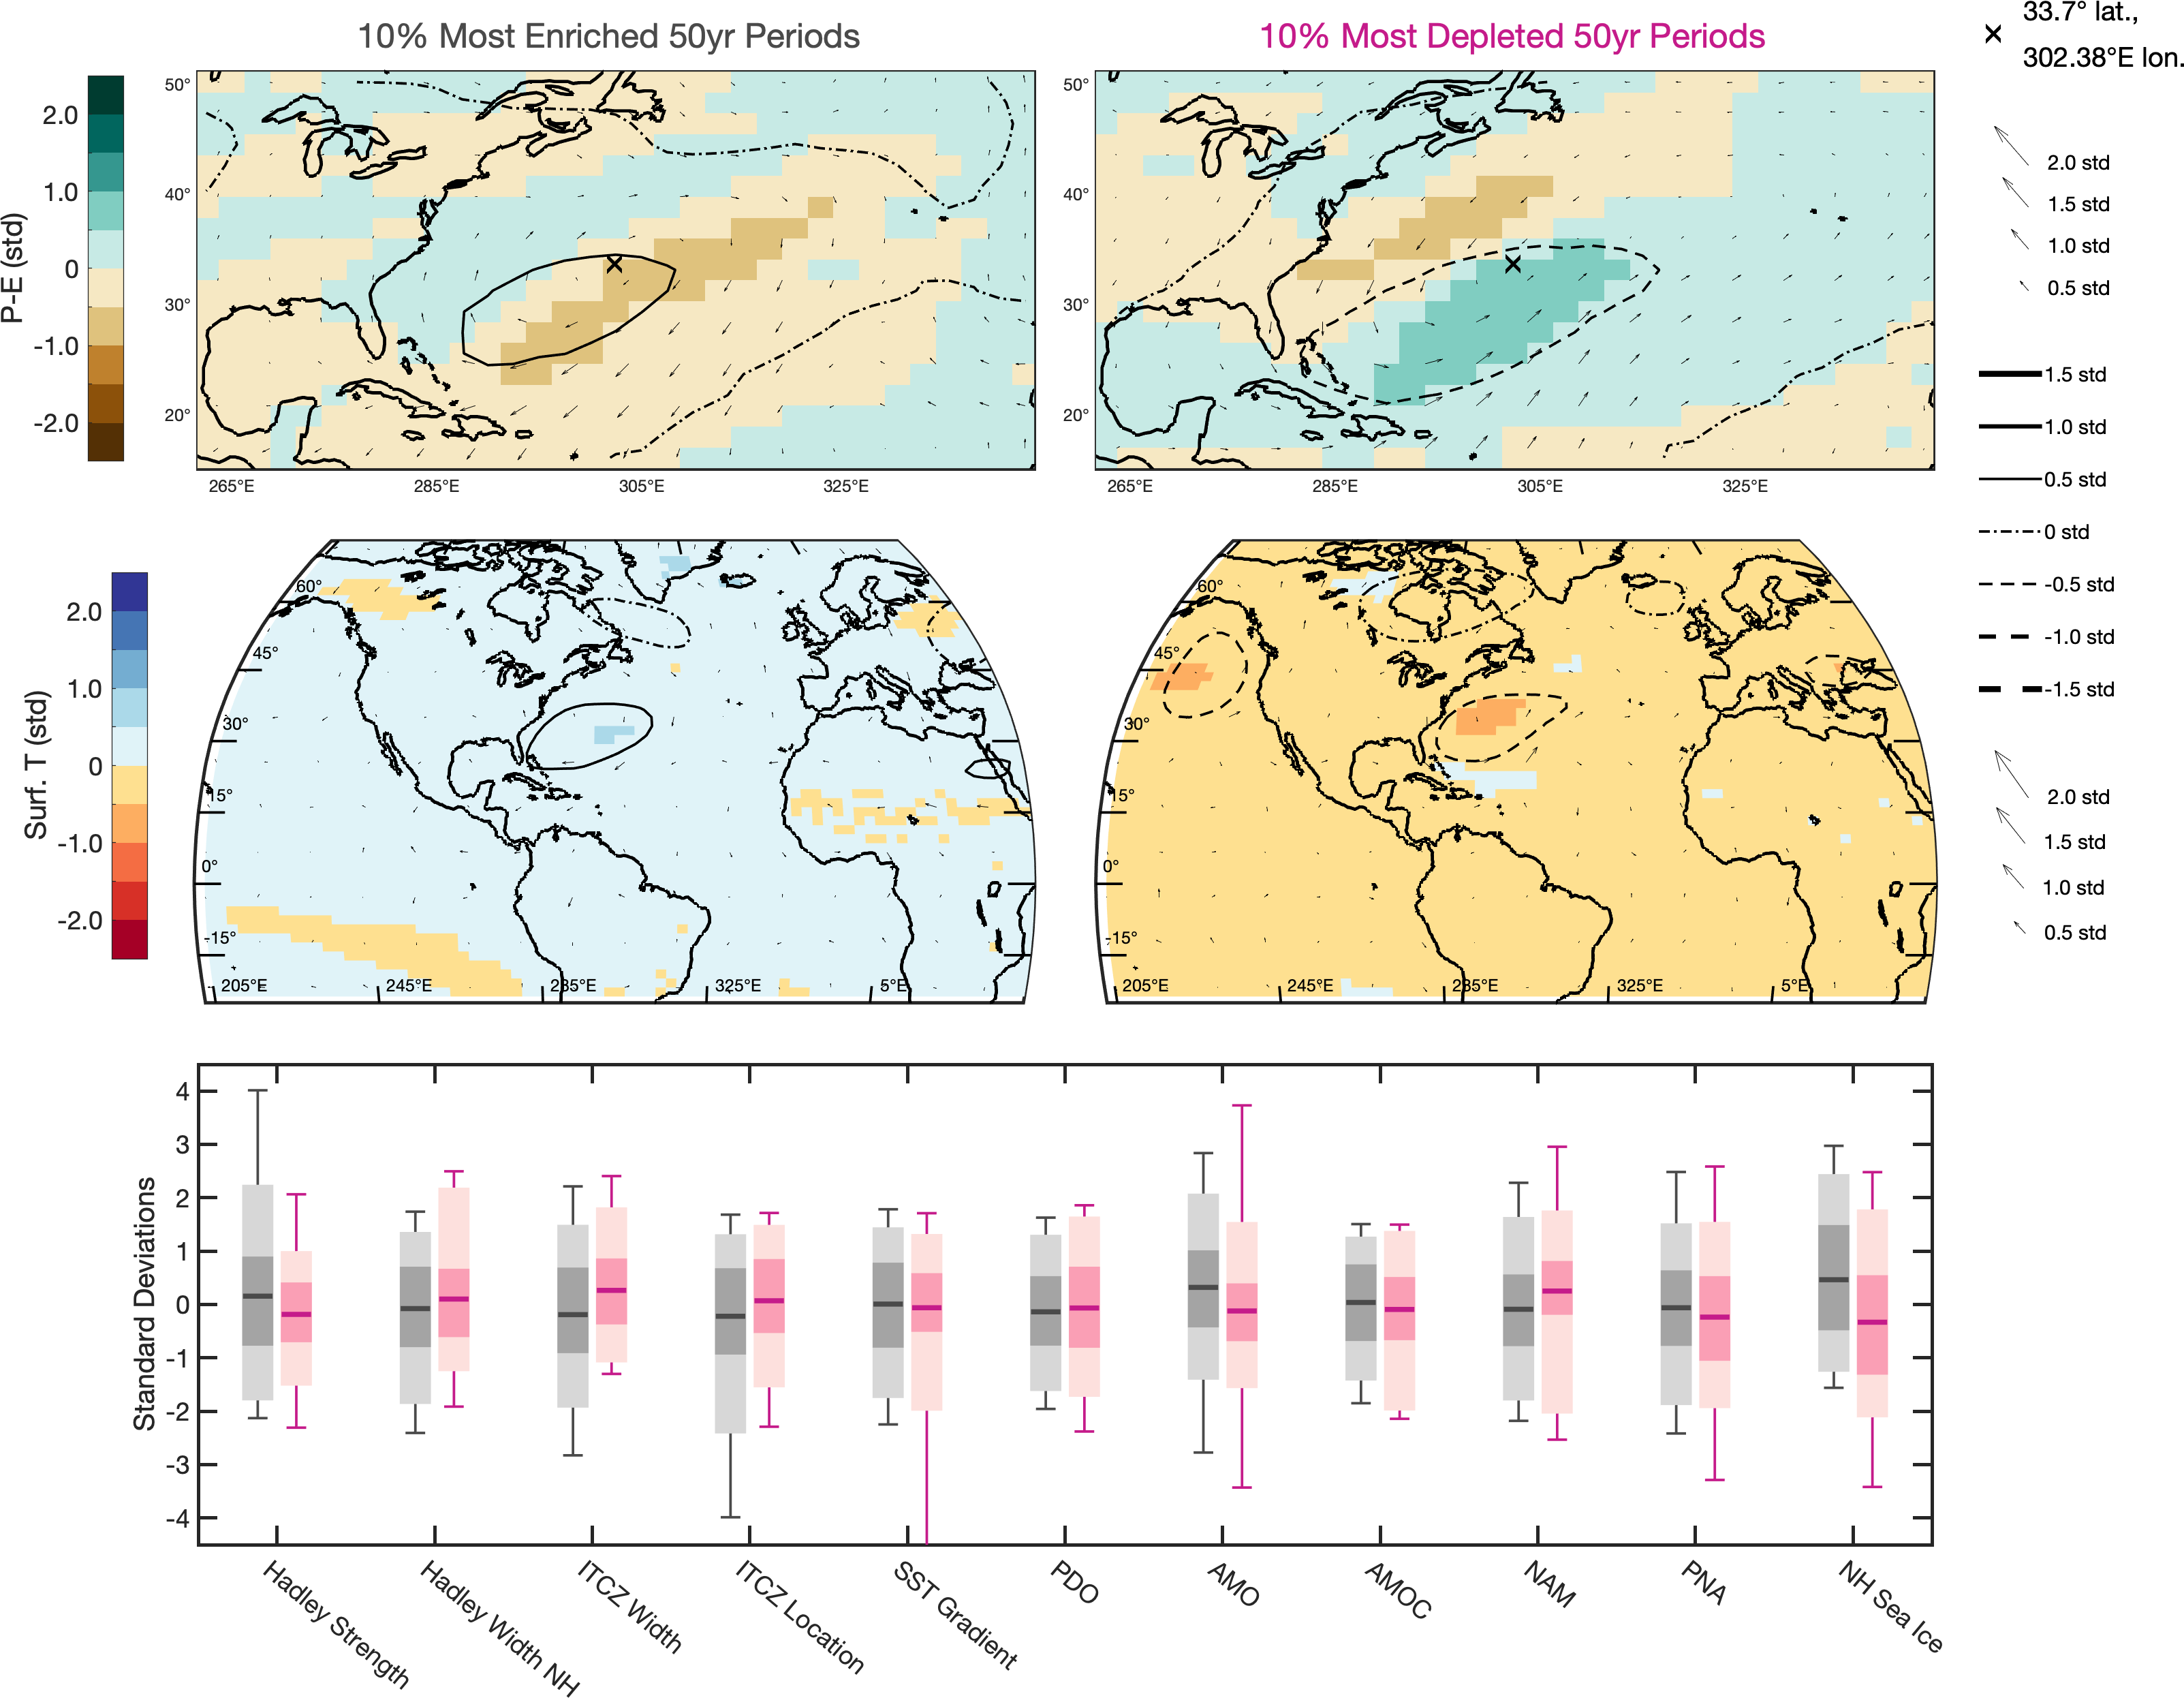 10% Most Enriched 50yr Periods
10% Most Depleted 50yr Periods
33.7° lat.,
302.38°E lon.
P-E (std)
2.0
1.0
0
-1.0
-2.0
50°
40°
30°
20°
265°E 285°E 305°E 325°E
50°
40°
30°
20°
265°E 285°E 305°E 325°E
2.0 std
1.5 std
1.0 std
0.5 std
1.5 std
1.0 std
0.5 std
0 std
-0.5 std
-1.0 std
-1.5 std
Surf. T (std)
2.0
1.0
0
-1.0
-2.0
60°
45°
30°
15°
0°
-15°
205°E 245°E 285°E 325°E 5°E
60°
45°
30°
15°
0°
-15°
205°E 245°E 285°E 325°E 5°E
2.0 std
1.5 std
1.0 std
0.5 std
Standard Deviations
4
3
2
1
0
-1
-2
-3
-4
Hadley Strength
Hadley Width NH
ITCZ Width
ITCZ Location
SST Gradient
PDO
AMO
AMOC
NAM
PNA
NH Sea Ice